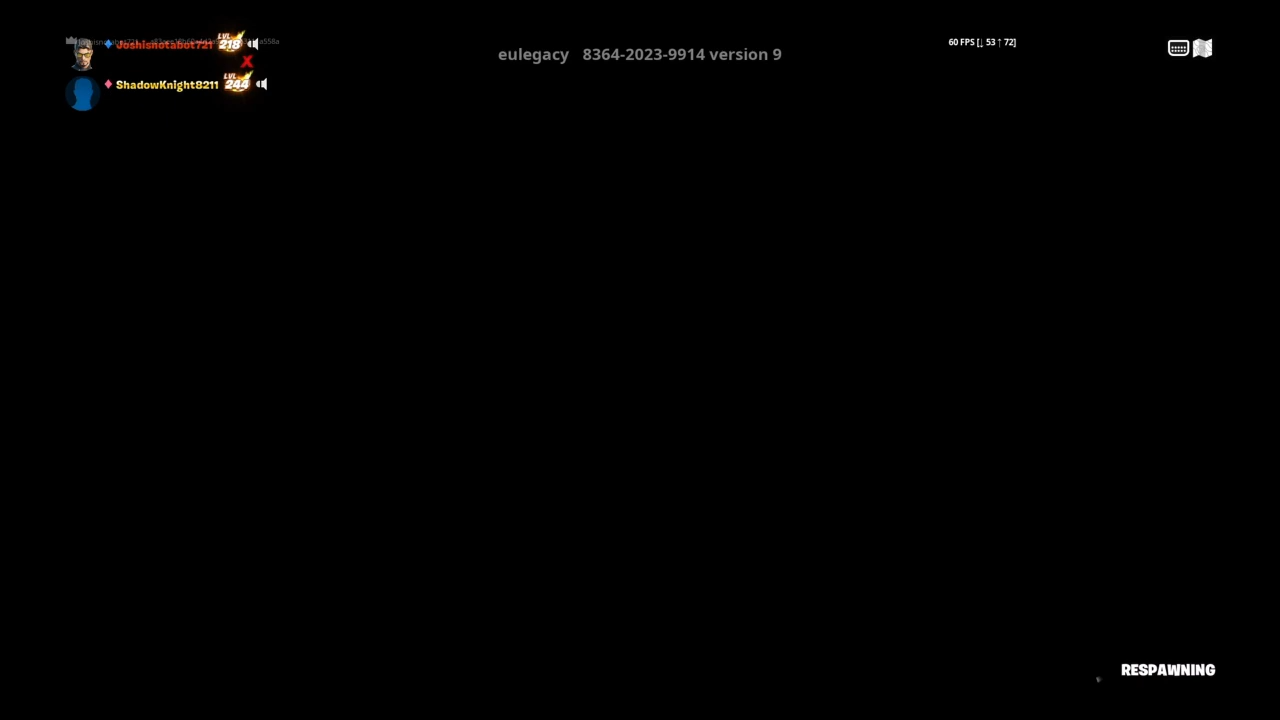 Joshisnotabot721 LVL 218
eulegacy 8364-2023-9914 version 9
60 FPS [↓ 53 ↑ 72]
X
ShadowKnight8211 LVL 244
RESPAWNING